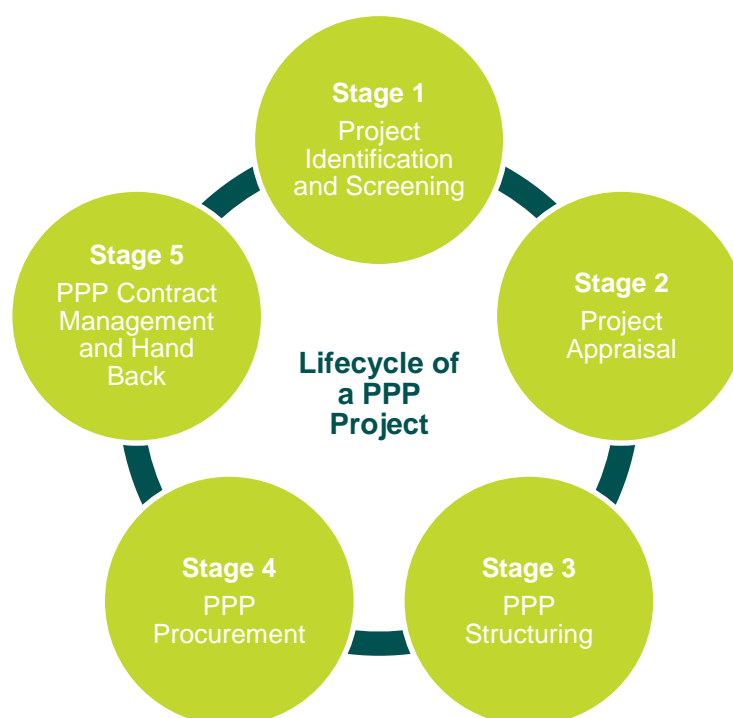 Stage 1
Project
Identification
and Screening
Stage 2
Project
Appraisal
Stage 3
PPP
Structuring
Stage 4
PPP
Procurement
Stage 5
PPP Contract
Management
and Hand
Back
Lifecycle of
a PPP
Project